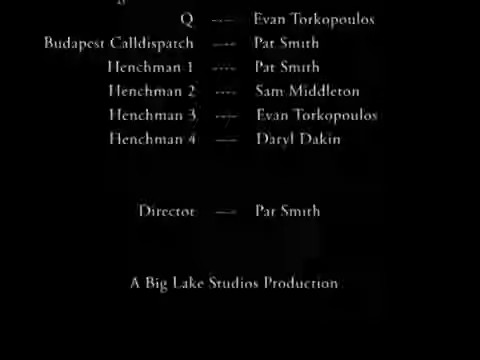 Q ---- Evan Torkopoulos
Budapest Calldispatch ---- Pat Smith
Henchman 1 ---- Pat Smith
Henchman 2 ---- Sam Middleton
Henchman 3 ---- Evan Torkopoulos
Henchman 4 ---- Daryl Dakin
Director ---- Pat Smith
A Big Lake Studios Production